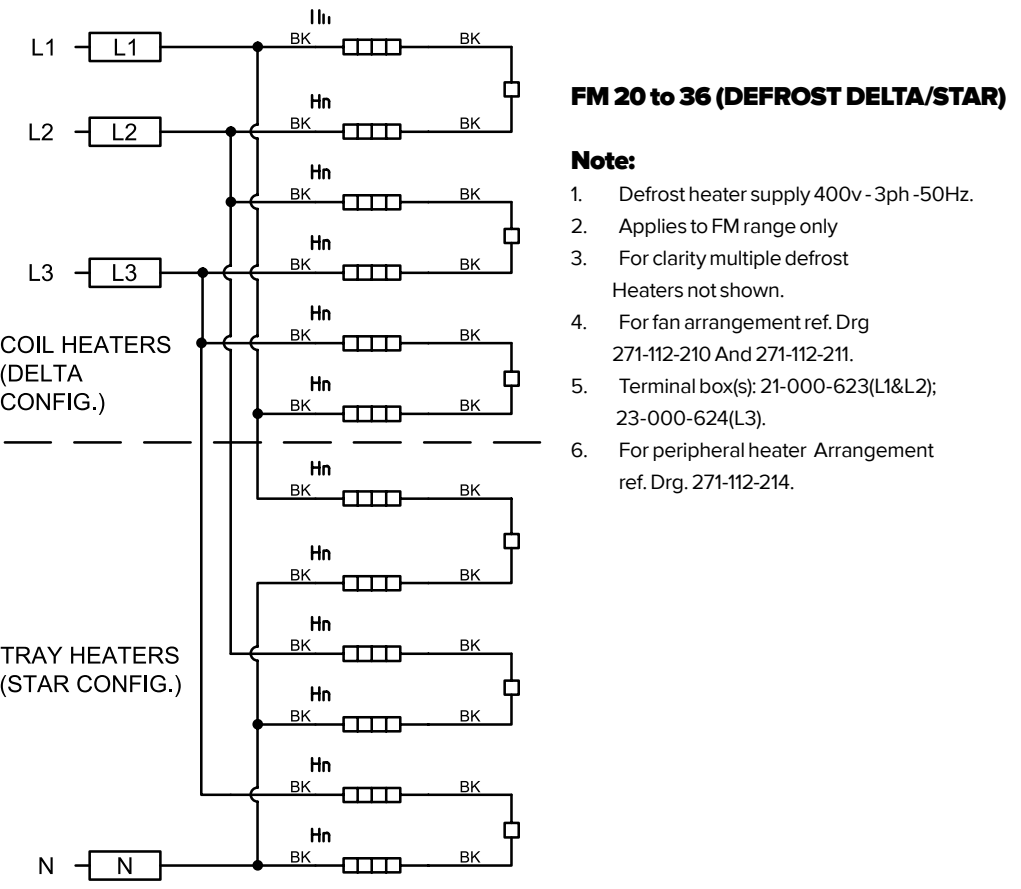 BK BK
L1 L1
Hn
BK BK
L2 L2
Hn
BK BK
Hn
BK BK
L3 L3
Hn
BK BK
COIL HEATERS
(DELTA
CONFIG.)
Hn
BK BK
Hn
BK BK
Hn
BK BK
Hn
BK BK
TRAY HEATERS
(STAR CONFIG.)
Hn
BK BK
Hn
BK BK
Hn
BK BK
N N
FM 20 to 36 (DEFROST DELTA/STAR)
Note:
1. Defrost heater supply 400v - 3ph -50Hz.
2. Applies to FM range only
3. For clarity multiple defrost
Heaters not shown.
4. For fan arrangement ref. Drg
271-112-210 And 271-112-211.
5. Terminal box(s): 21-000-623(L1&L2);
23-000-624(L3).
6. For peripheral heater Arrangement
ref. Drg. 271-112-214.